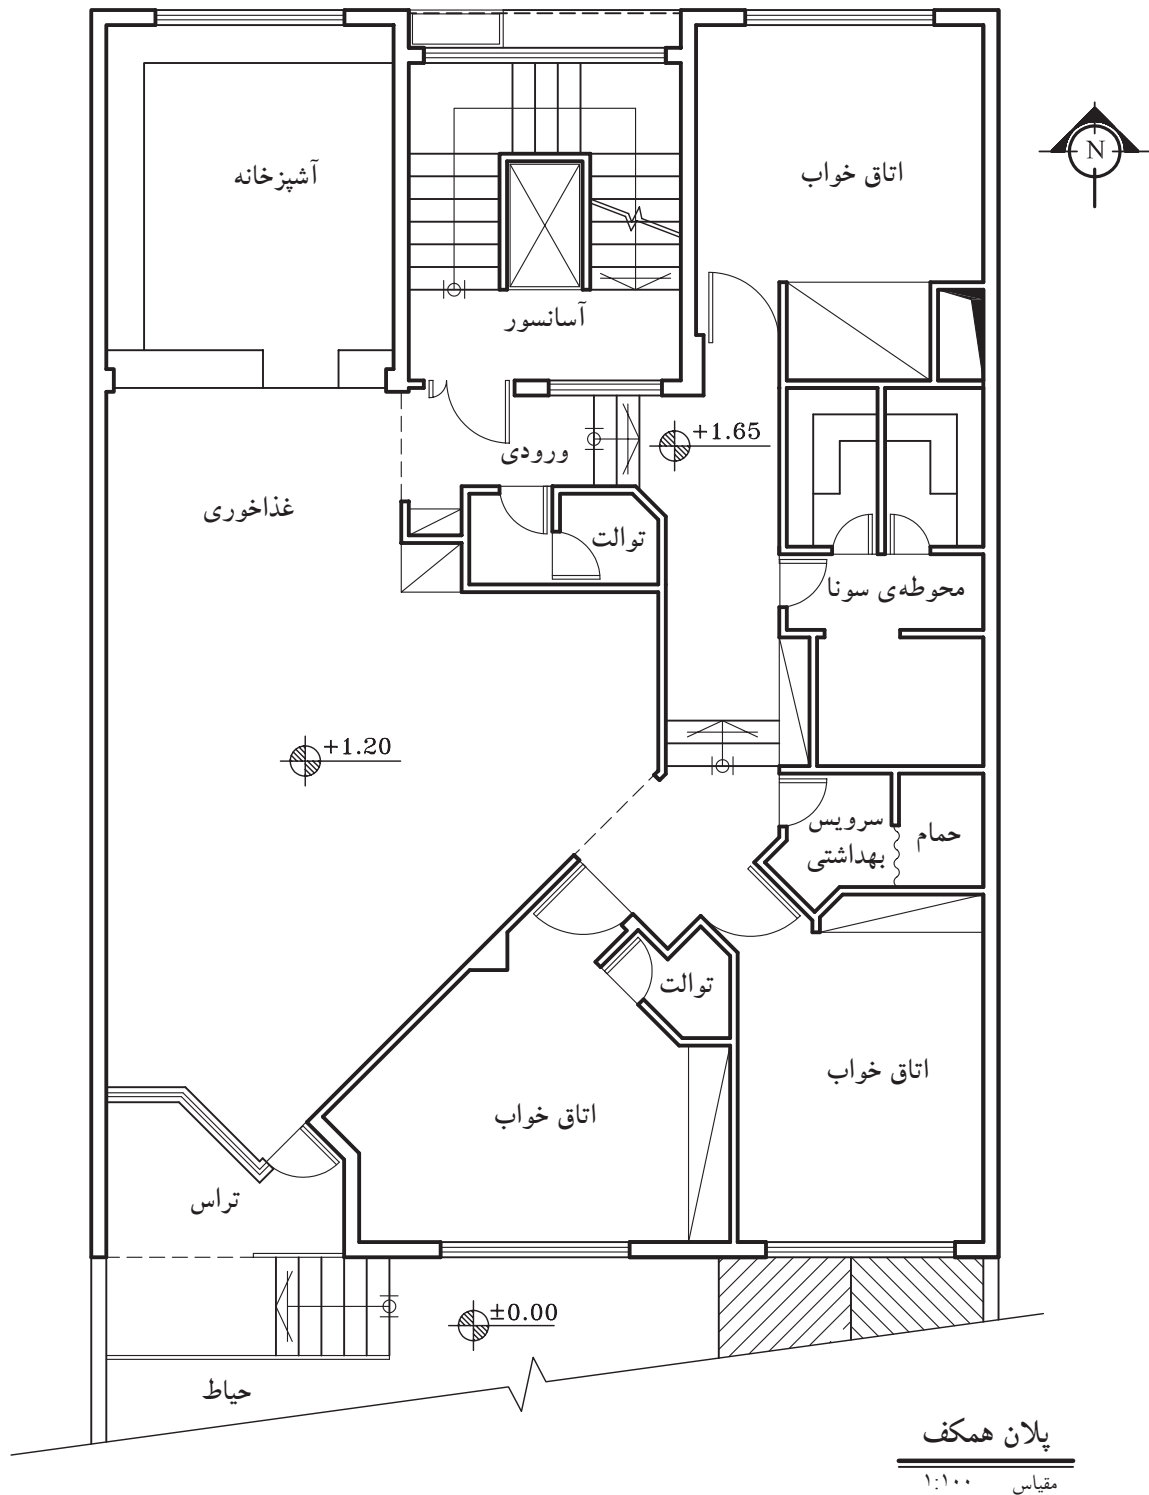 آشپزخانه
اتاق خواب
N
آسانسور
+1.65
ورودی
غذاخوری
توالت
محوطه‌ی سونا
+1.20
سرویس
بهداشتی
حمام
توالت
اتاق خواب
اتاق خواب
تراس
±0.00
حیاط
پلان همکف
مقیاس ۱:۱۰۰